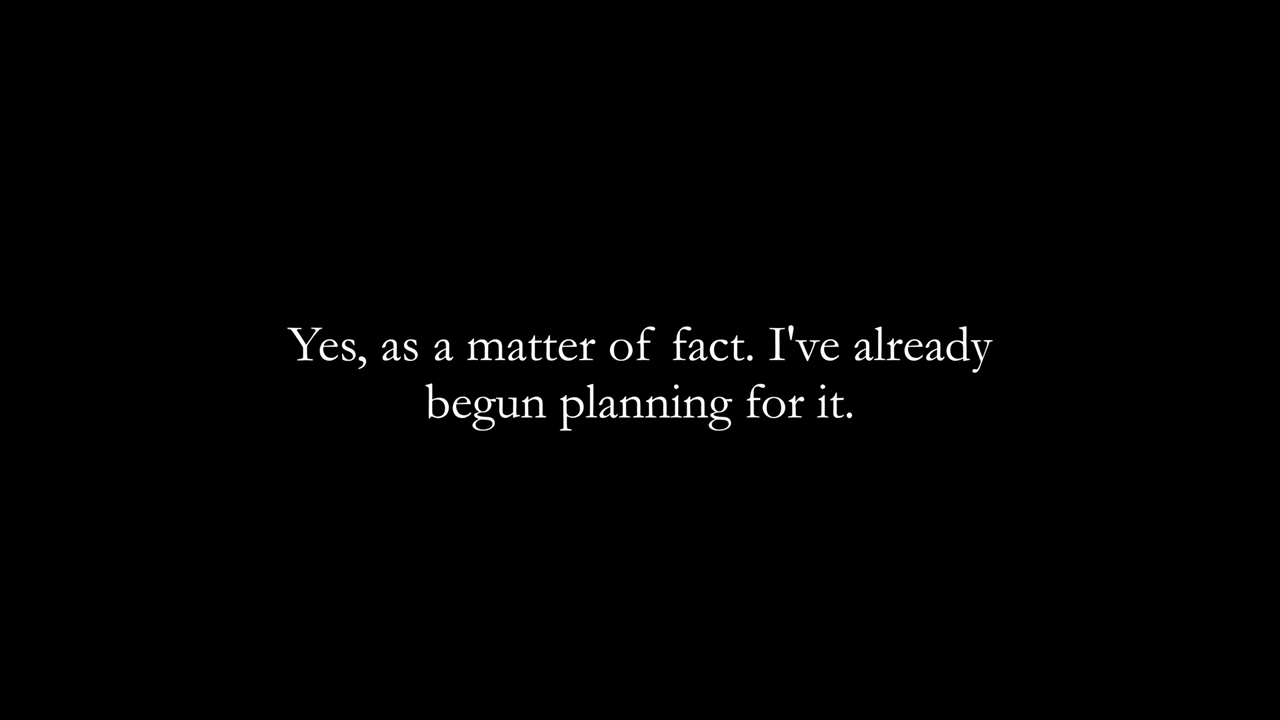 Yes, as a matter of fact. I've already
begun planning for it.